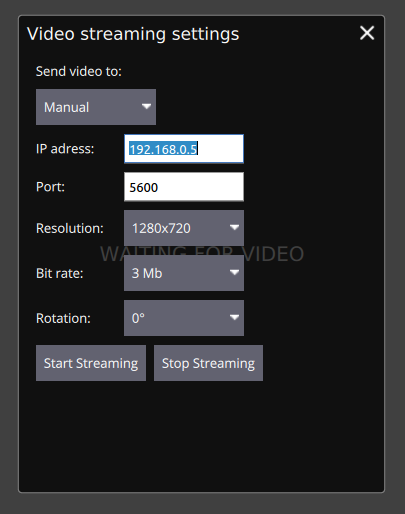 Video streaming settings
Send video to:
Manual
IP adress: 192.168.0.5
Port: 5600
Resolution: 1280x720
WAITING FOR VIDEO
Bit rate: 3 Mb
Rotation: 0°
Start Streaming Stop Streaming